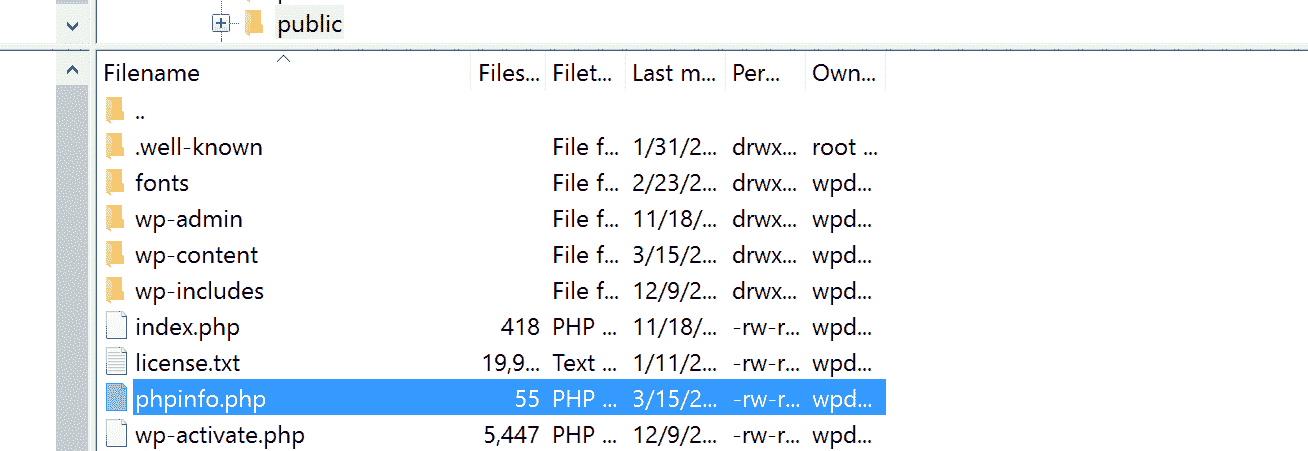 public
Filename Files... Filet... Last m... Per... Own...
..
.well-known File f... 1/31/2... drwx... root ...
fonts File f... 2/23/2... drwx... wpd...
wp-admin File f... 11/18/... drwx... wpd...
wp-content File f... 3/15/2... drwx... wpd...
wp-includes File f... 12/9/2... drwx... wpd...
index.php 418 PHP ... 11/18/... -rw-r... wpd...
license.txt 19,9... Text ... 1/11/2... -rw-r... wpd...
phpinfo.php 55 PHP ... 3/15/2... -rw-r... wpd...
wp-activate.php 5,447 PHP ... 12/9/2... -rw-r... wpd...